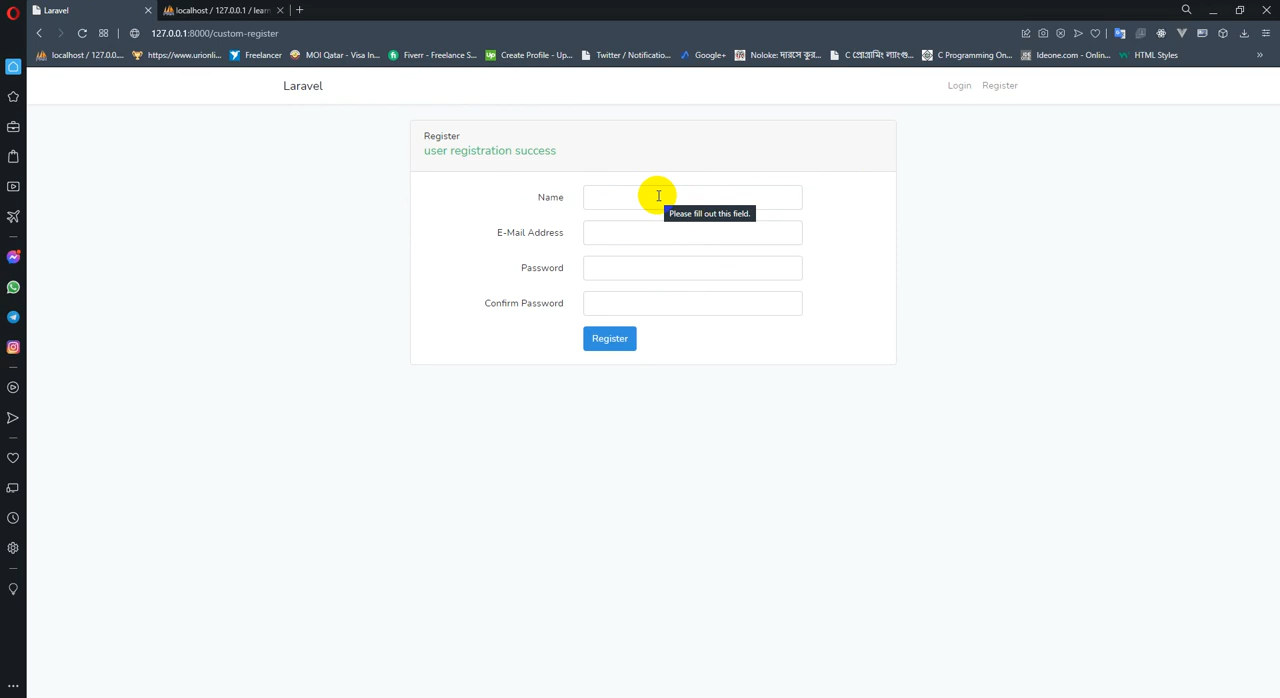 Laravel
localhost / 127.0.0.1 / learn
127.0.0.1:8000/custom-register
localhost / 127.0.0....
https://www.urionli...
Freelancer
MOI Qatar - Visa In...
Fiverr - Freelance S...
Create Profile - Up...
Twitter / Notificatio...
Google+
Noloke: দারসে কুর...
C প্রোগ্রামিং ল্যাংগু...
C Programming On...
Ideone.com - Onlin...
HTML Styles
Laravel
Login
Register
Register
user registration success
Name
Please fill out this field.
E-Mail Address
Password
Confirm Password
Register